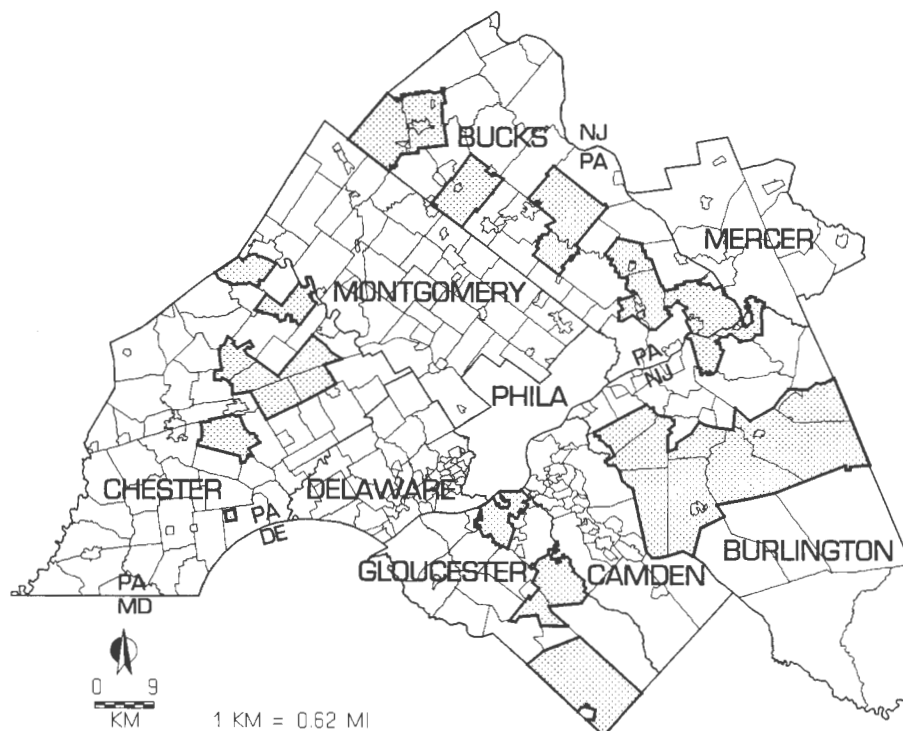 BUCKS
NJ
PA
MERCER
MONTGOMERY
PA
NJ
PHILA
CHESTER
DELAWARE
PA
DE
GLOUCESTER
CAMDEN
BURLINGTON
PA
MD
0 9
KM
1 KM = 0.62 MI